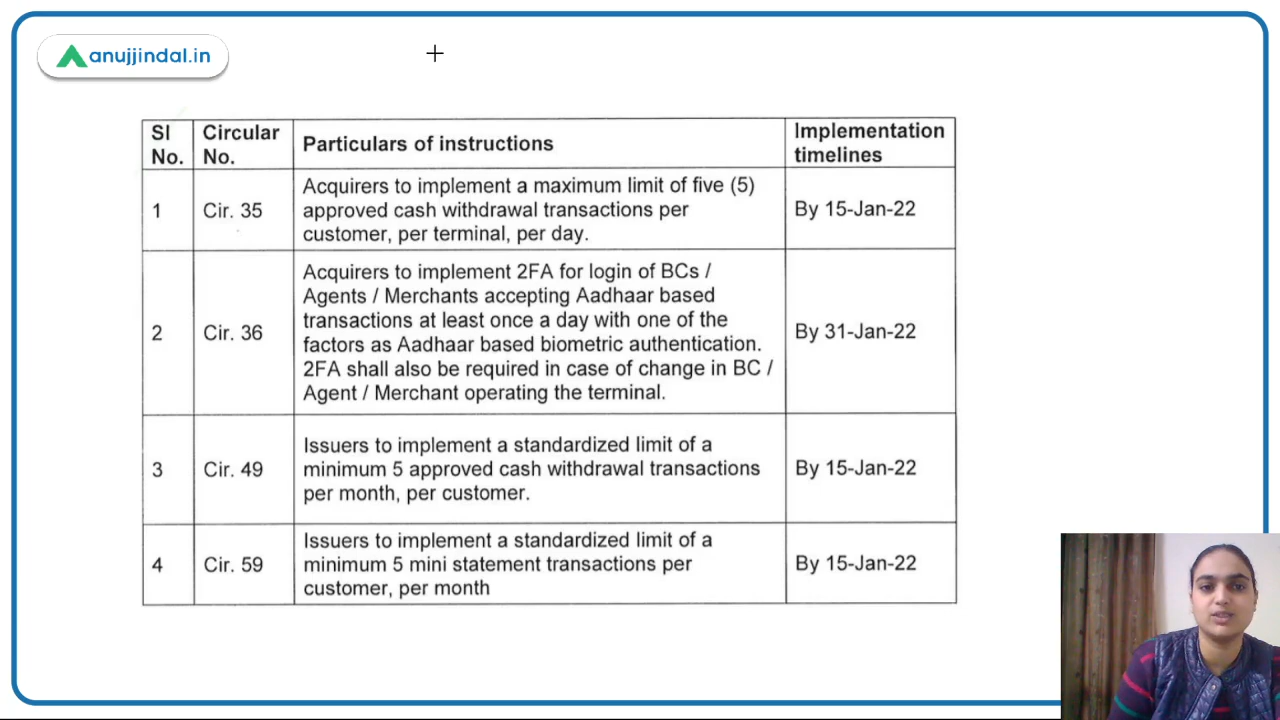 anujjindal.in
Sl
No.
Circular
No.
Particulars of instructions
Implementation
timelines
1
Cir. 35
Acquirers to implement a maximum limit of five (5)
approved cash withdrawal transactions per
customer, per terminal, per day.
By 15-Jan-22
2
Cir. 36
Acquirers to implement 2FA for login of BCs /
Agents / Merchants accepting Aadhaar based
transactions at least once a day with one of the
factors as Aadhaar based biometric authentication.
2FA shall also be required in case of change in BC /
Agent / Merchant operating the terminal.
By 31-Jan-22
3
Cir. 49
Issuers to implement a standardized limit of a
minimum 5 approved cash withdrawal transactions
per month, per customer.
By 15-Jan-22
4
Cir. 59
Issuers to implement a standardized limit of a
minimum 5 mini statement transactions per
customer, per month
By 15-Jan-22